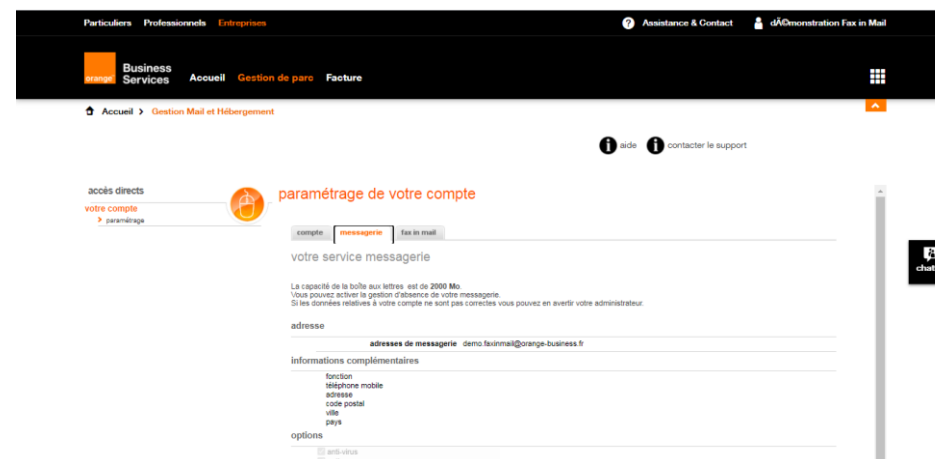 Particuliers Professionnels Entreprises
? Assistance & Contact dÃ©monstration Fax in Mail
orange™ Business Services Accueil Gestion de parc Facture
Accueil > Gestion Mail et Hébergement
i aide i contacter le support
accès directs
votre compte
> paramétrage
paramétrage de votre compte
compte messagerie fax in mail
votre service messagerie
La capacité de la boîte aux lettres est de 2000 Mo.
Vous pouvez activer la gestion d'absence de votre messagerie.
Si les données relatives à votre compte ne sont pas correctes vous pouvez en avertir votre administrateur.
adresse
adresses de messagerie demo.faxinmail@orange-business.fr
informations complémentaires
fonction
téléphone mobile
adresse
code postal
ville
pays
options
anti-virus
chat